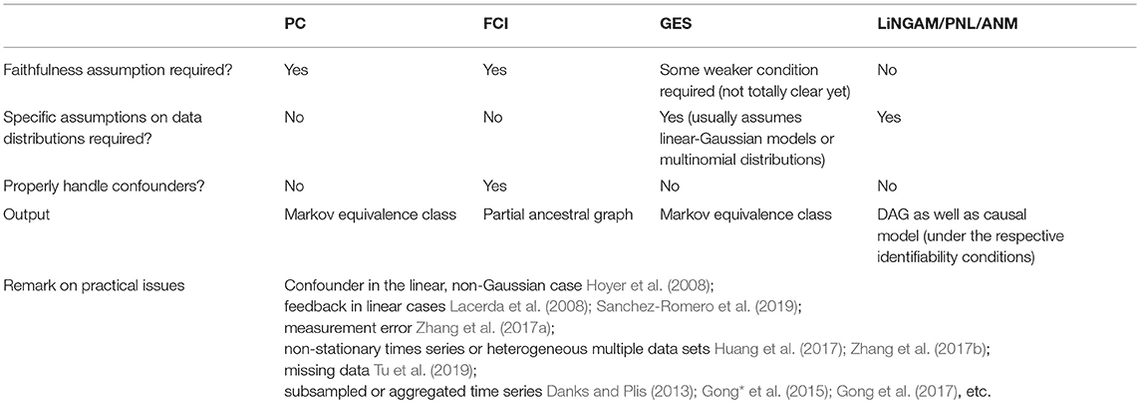 PC FCI GES LiNGAM/PNL/ANM
Faithfulness assumption required? Yes Yes Some weaker condition No
required (not totally clear yet)
Specific assumptions on data No No Yes (usually assumes Yes
distributions required? linear-Gaussian models or
multinomial distributions)
Properly handle confounders? No Yes No No
Output Markov equivalence class Partial ancestral graph Markov equivalence class DAG as well as causal
model (under the respective
identifiability conditions)
Remark on practical issues Confounder in the linear, non-Gaussian case Hoyer et al. (2008);
feedback in linear cases Lacerda et al. (2008); Sanchez-Romero et al. (2019);
measurement error Zhang et al. (2017a);
non-stationary times series or heterogeneous multiple data sets Huang et al. (2017); Zhang et al. (2017b);
missing data Tu et al. (2019);
subsampled or aggregated time series Danks and Plis (2013); Gong* et al. (2015); Gong et al. (2017), etc.